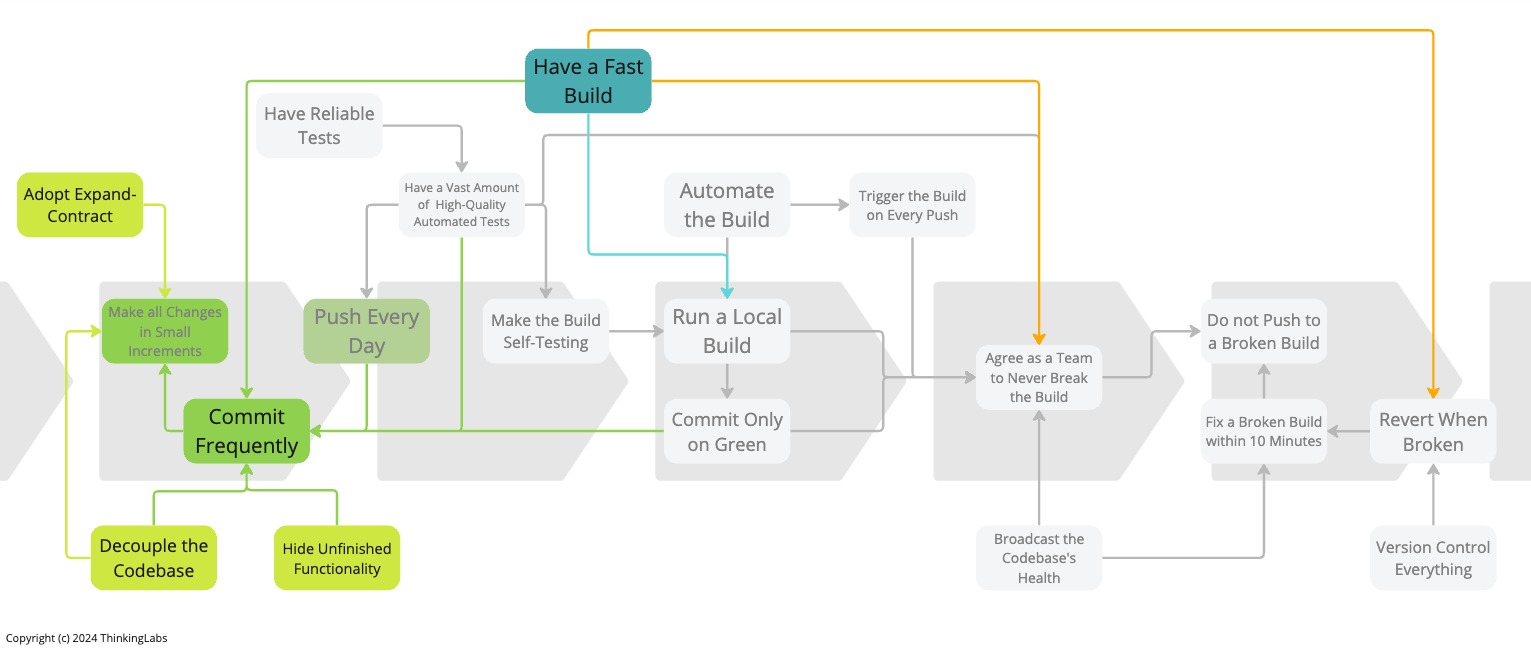 Have a Fast
Build
Have Reliable
Tests
Adopt Expand-
Contract
Have a Vast Amount
of High-Quality
Automated Tests
Automate
the Build
Trigger the Build
on Every Push
Make all Changes
in Small
Increments
Push Every
Day
Make the Build
Self-Testing
Run a Local
Build
Agree as a Team
to Never Break
the Build
Do not Push to
a Broken Build
Commit
Frequently
Commit Only
on Green
Fix a Broken Build
within 10 Minutes
Revert When
Broken
Decouple the
Codebase
Hide Unfinished
Functionality
Broadcast the
Codebase's
Health
Version Control
Everything
Copyright (c) 2024 ThinkingLabs